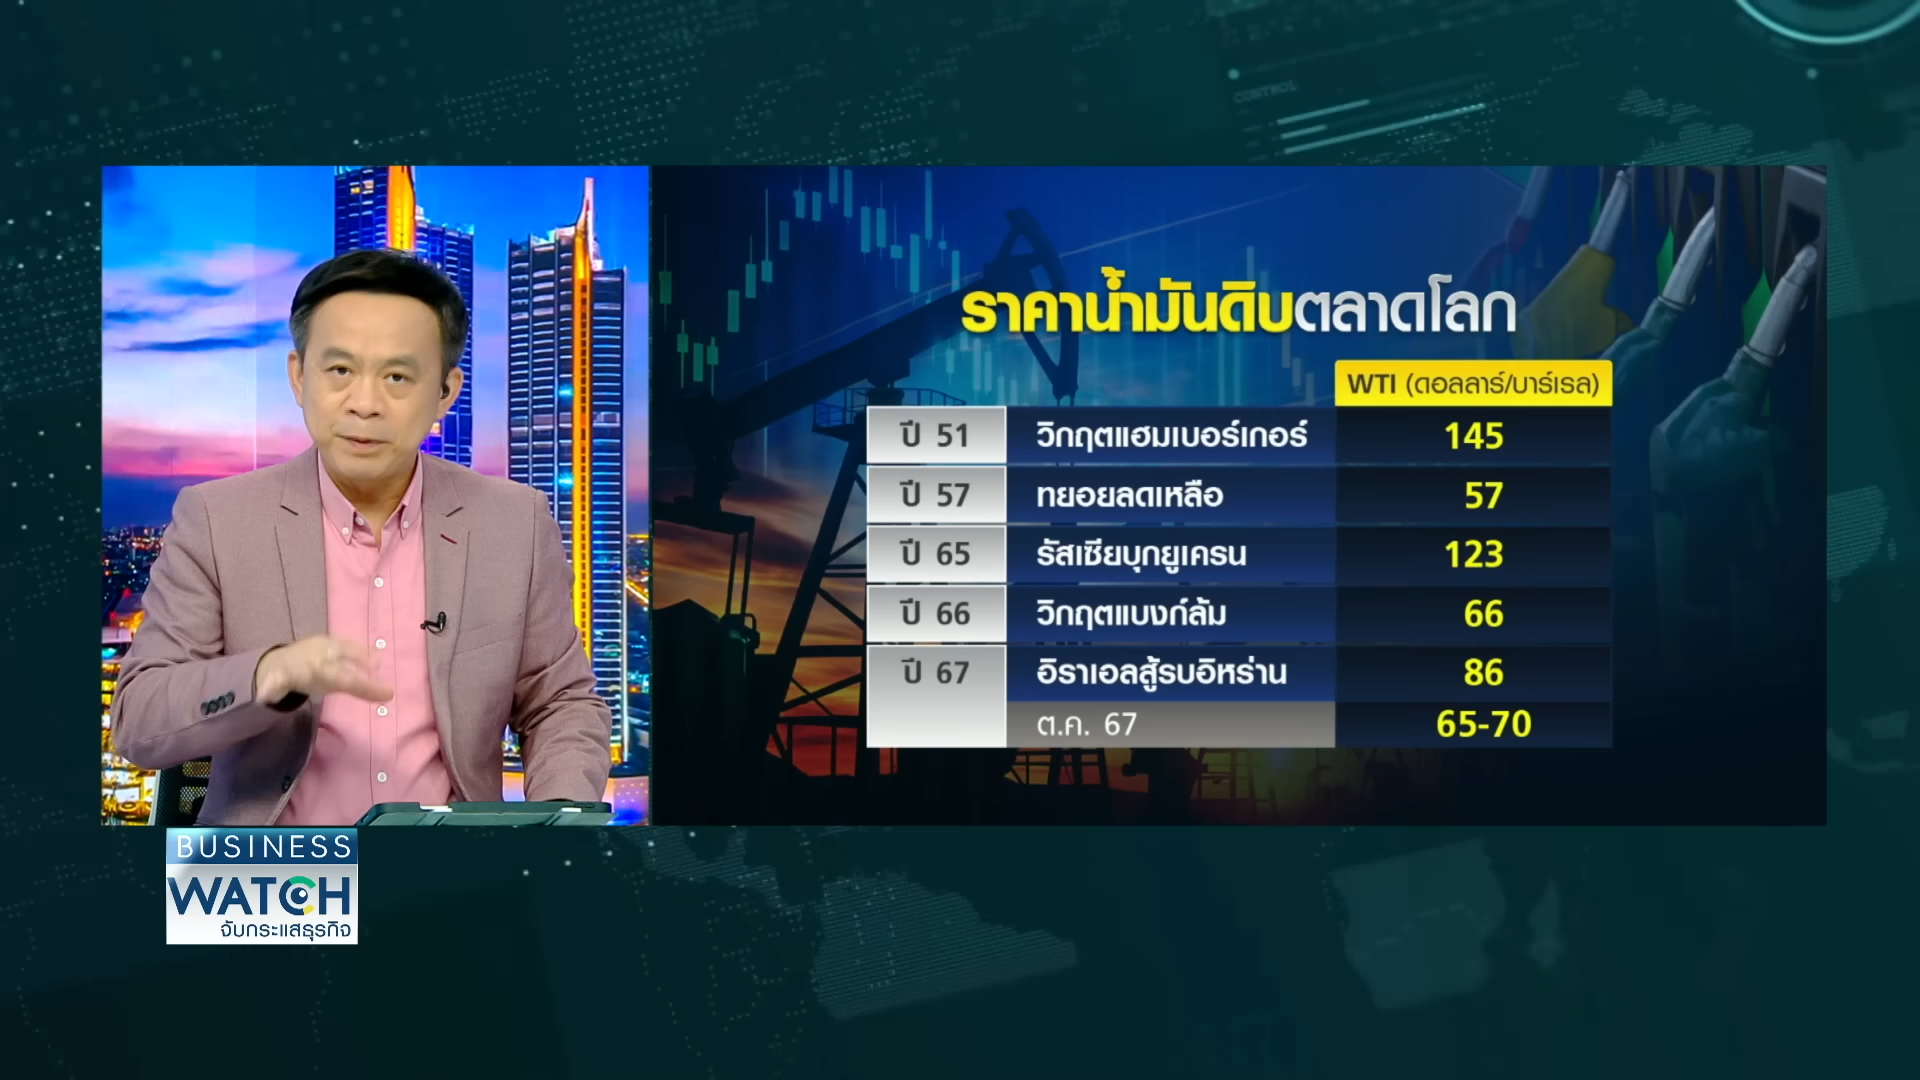 CONTROL
ราคาน้ำมันดิบตลาดโลก
WTI (ดอลลาร์/บาร์เรล)
ปี 51 วิกฤตแฮมเบอร์เกอร์ 145
ปี 57 ทยอยลดเหลือ 57
ปี 65 รัสเซียบุกยูเครน 123
ปี 66 วิกฤตแบงก์ล้ม 66
ปี 67 อิราเอลสู้รบอิหร่าน 86
ต.ค. 67 65-70
BUSINESS
WATCH
จับกระแสธุรกิจ